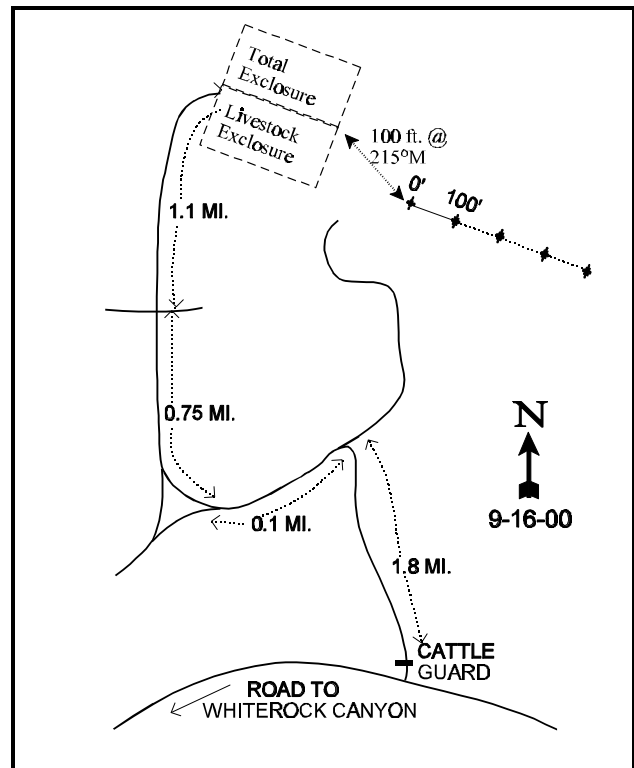 Total
Exclosure
Livestock
Exclosure
100 ft. @
215°M
0'
100'
1.1 MI.
0.75 MI.
N
9-16-00
0.1 MI.
1.8 MI.
CATTLE
GUARD
ROAD TO
WHITEROCK CANYON